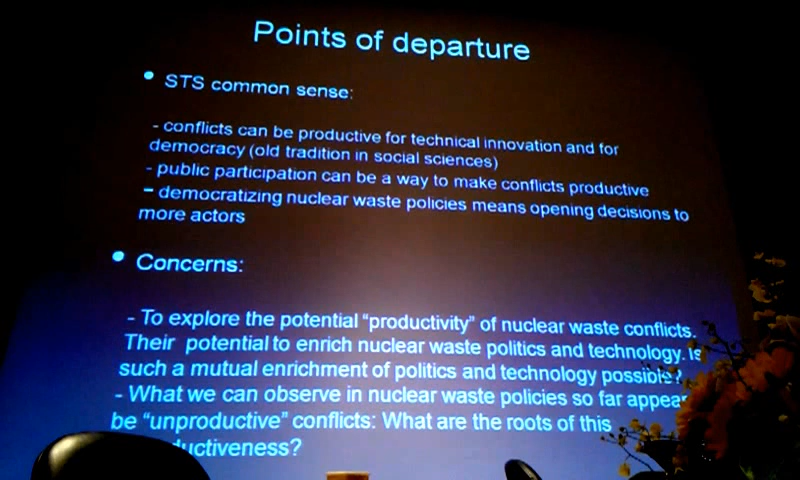 Points of departure
• STS common sense:
- conflicts can be productive for technical innovation and for
democracy (old tradition in social sciences)
- public participation can be a way to make conflicts productive
- democratizing nuclear waste policies means opening decisions to
more actors
• Concerns:
- To explore the potential "productivity" of nuclear waste conflicts.
Their potential to enrich nuclear waste politics and technology. Is
such a mutual enrichment of politics and technology possible?
- What we can observe in nuclear waste policies so far appear
be "unproductive" conflicts: What are the roots of this
ductiveness?